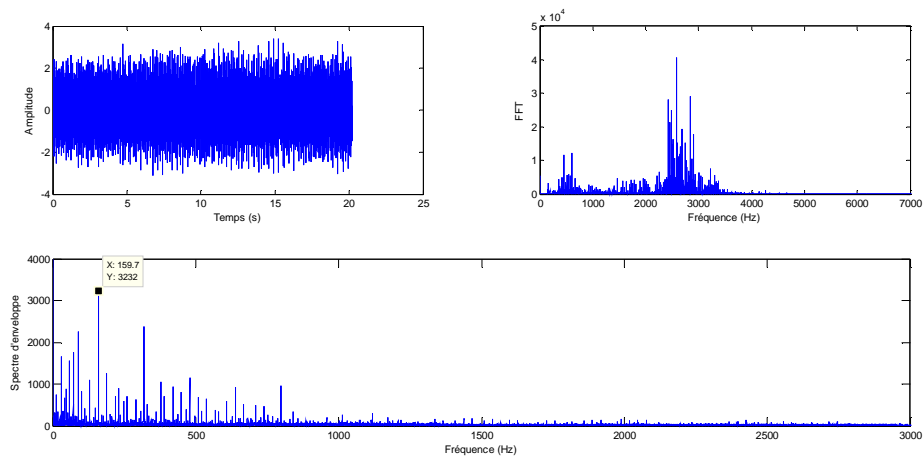 4
2
0
-2
-4
Amplitude
0 5 10 15 20 25
Temps (s)
x 10^4
5
4
3
2
1
0
FFT
0 1000 2000 3000 4000 5000 6000 7000
Fréquence (Hz)
4000
3000
2000
1000
0
Spectre d'enveloppe
X: 159.7
Y: 3232
0 500 1000 1500 2000 2500 3000
Fréquence (Hz)